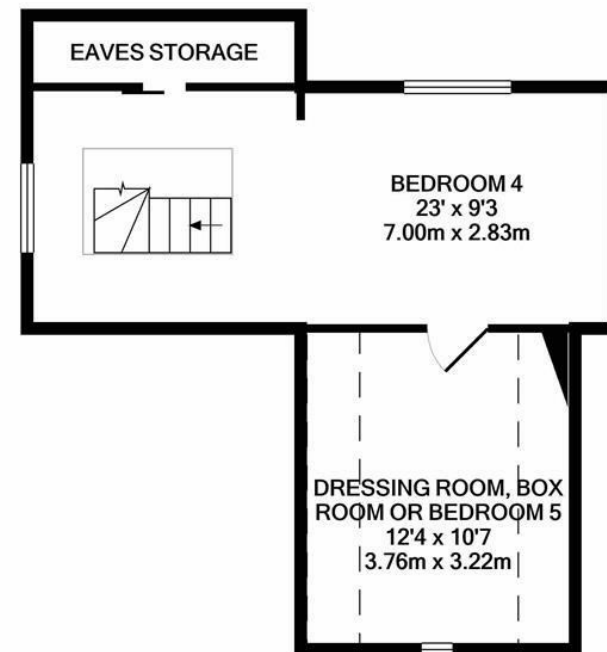 EAVES STORAGE
BEDROOM 4
23' x 9'3
7.00m x 2.83m
DRESSING ROOM, BOX
ROOM OR BEDROOM 5
12'4 x 10'7
3.76m x 3.22m